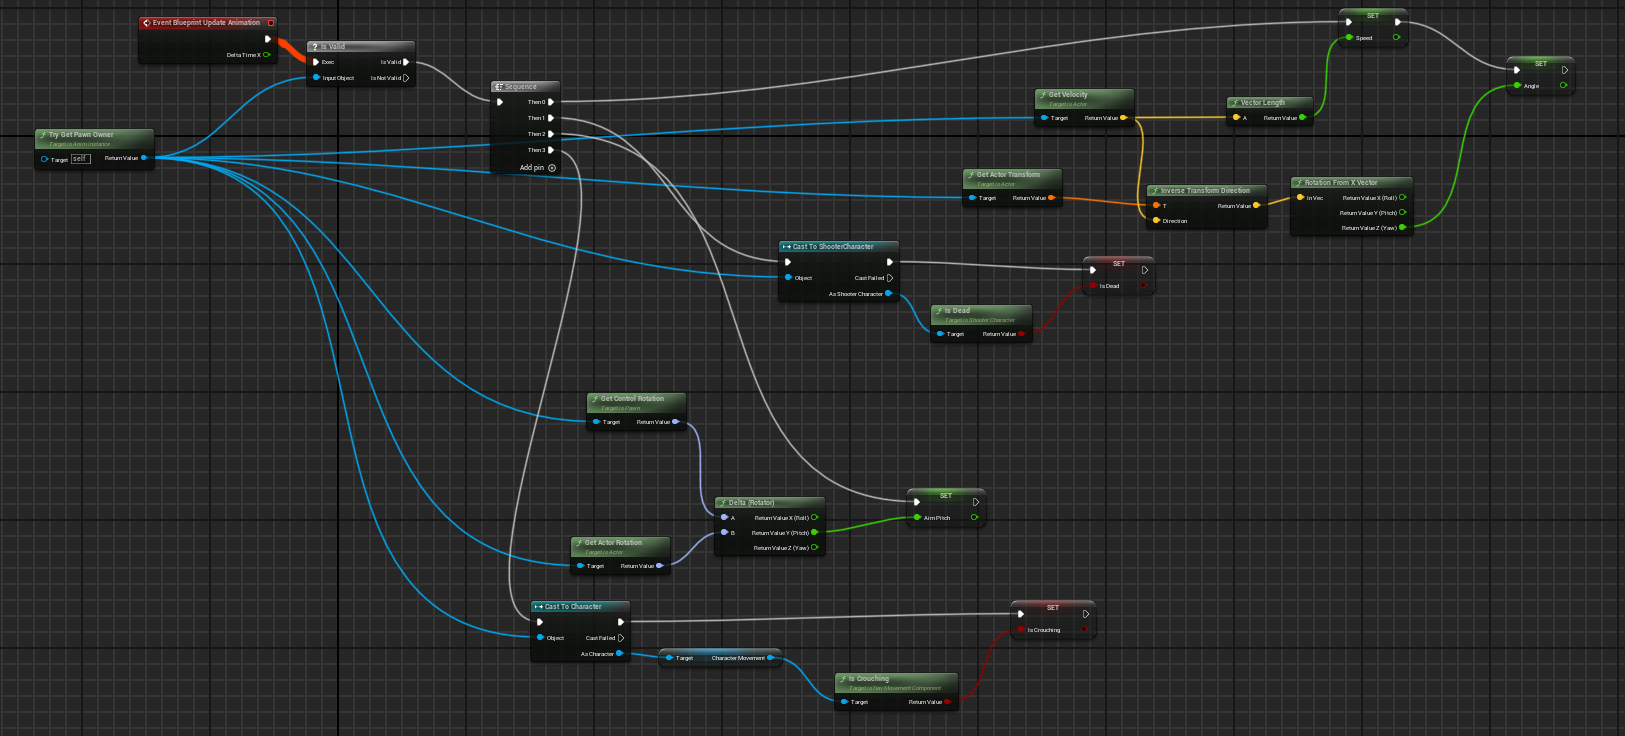 Event Blueprint Update Animation
Delta Time X
Is Valid
Exec
Is Valid
Input Object
Is Not Valid
Try Get Pawn Owner
Target is Anim Instance
Target
self
Return Value
Sequence
Then 0
Then 1
Then 2
Then 3
Add pin
SET
Speed
SET
Angle
Get Velocity
Target is Actor
Target
Return Value
Vector Length
A
Return Value
Get Actor Transform
Target is Actor
Target
Return Value
Inverse Transform Direction
T
Return Value
Direction
Rotation From X Vector
In Vec
Return Value X (Roll)
Return Value Y (Pitch)
Return Value Z (Yaw)
Cast To ShooterCharacter
Object
Cast Failed
As Shooter Character
SET
Is Dead
Is Dead
Target is Shooter Character
Target
Return Value
Get Control Rotation
Target is Pawn
Target
Return Value
Delta (Rotator)
A
Return Value X (Roll)
B
Return Value Y (Pitch)
Return Value Z (Yaw)
SET
Aim Pitch
Get Actor Rotation
Target is Actor
Target
Return Value
Cast To Character
Object
Cast Failed
As Character
Target
Character Movement
SET
Is Crouching
Is Crouching
Target is Nav Movement Component
Target
Return Value